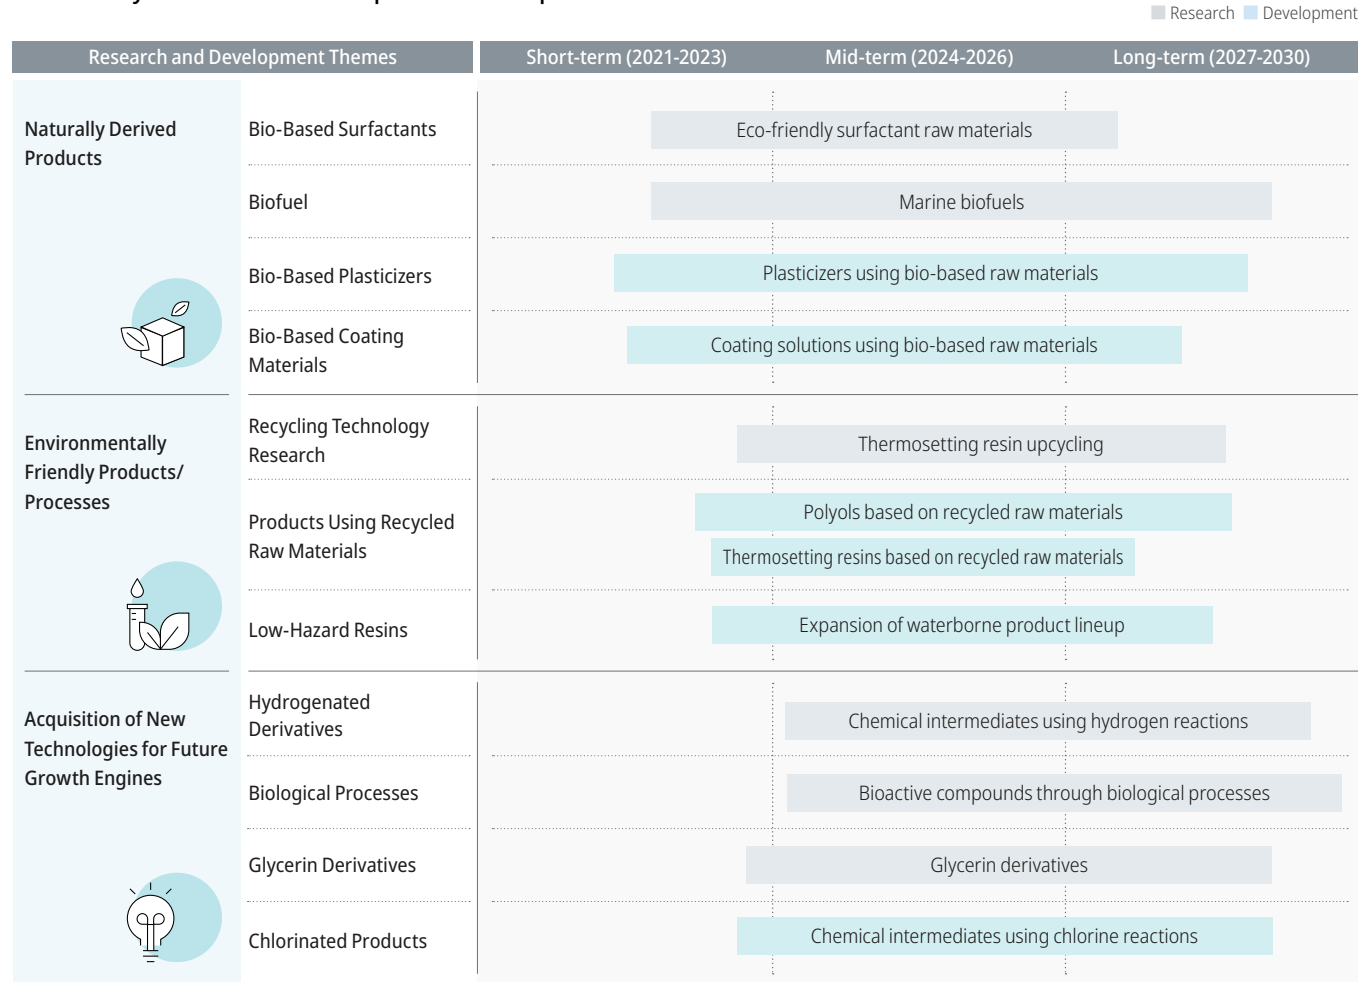 Research Development
Research and Development Themes
Short-term (2021-2023)
Mid-term (2024-2026)
Long-term (2027-2030)
Naturally Derived
Products
Bio-Based Surfactants
Eco-friendly surfactant raw materials
Biofuel
Marine biofuels
Bio-Based Plasticizers
Plasticizers using bio-based raw materials
Bio-Based Coating
Materials
Coating solutions using bio-based raw materials
Environmentally
Friendly Products/
Processes
Recycling Technology
Research
Thermosetting resin upcycling
Products Using Recycled
Raw Materials
Polyols based on recycled raw materials
Thermosetting resins based on recycled raw materials
Low-Hazard Resins
Expansion of waterborne product lineup
Acquisition of New
Technologies for Future
Growth Engines
Hydrogenated
Derivatives
Chemical intermediates using hydrogen reactions
Biological Processes
Bioactive compounds through biological processes
Glycerin Derivatives
Glycerin derivatives
Chlorinated Products
Chemical intermediates using chlorine reactions